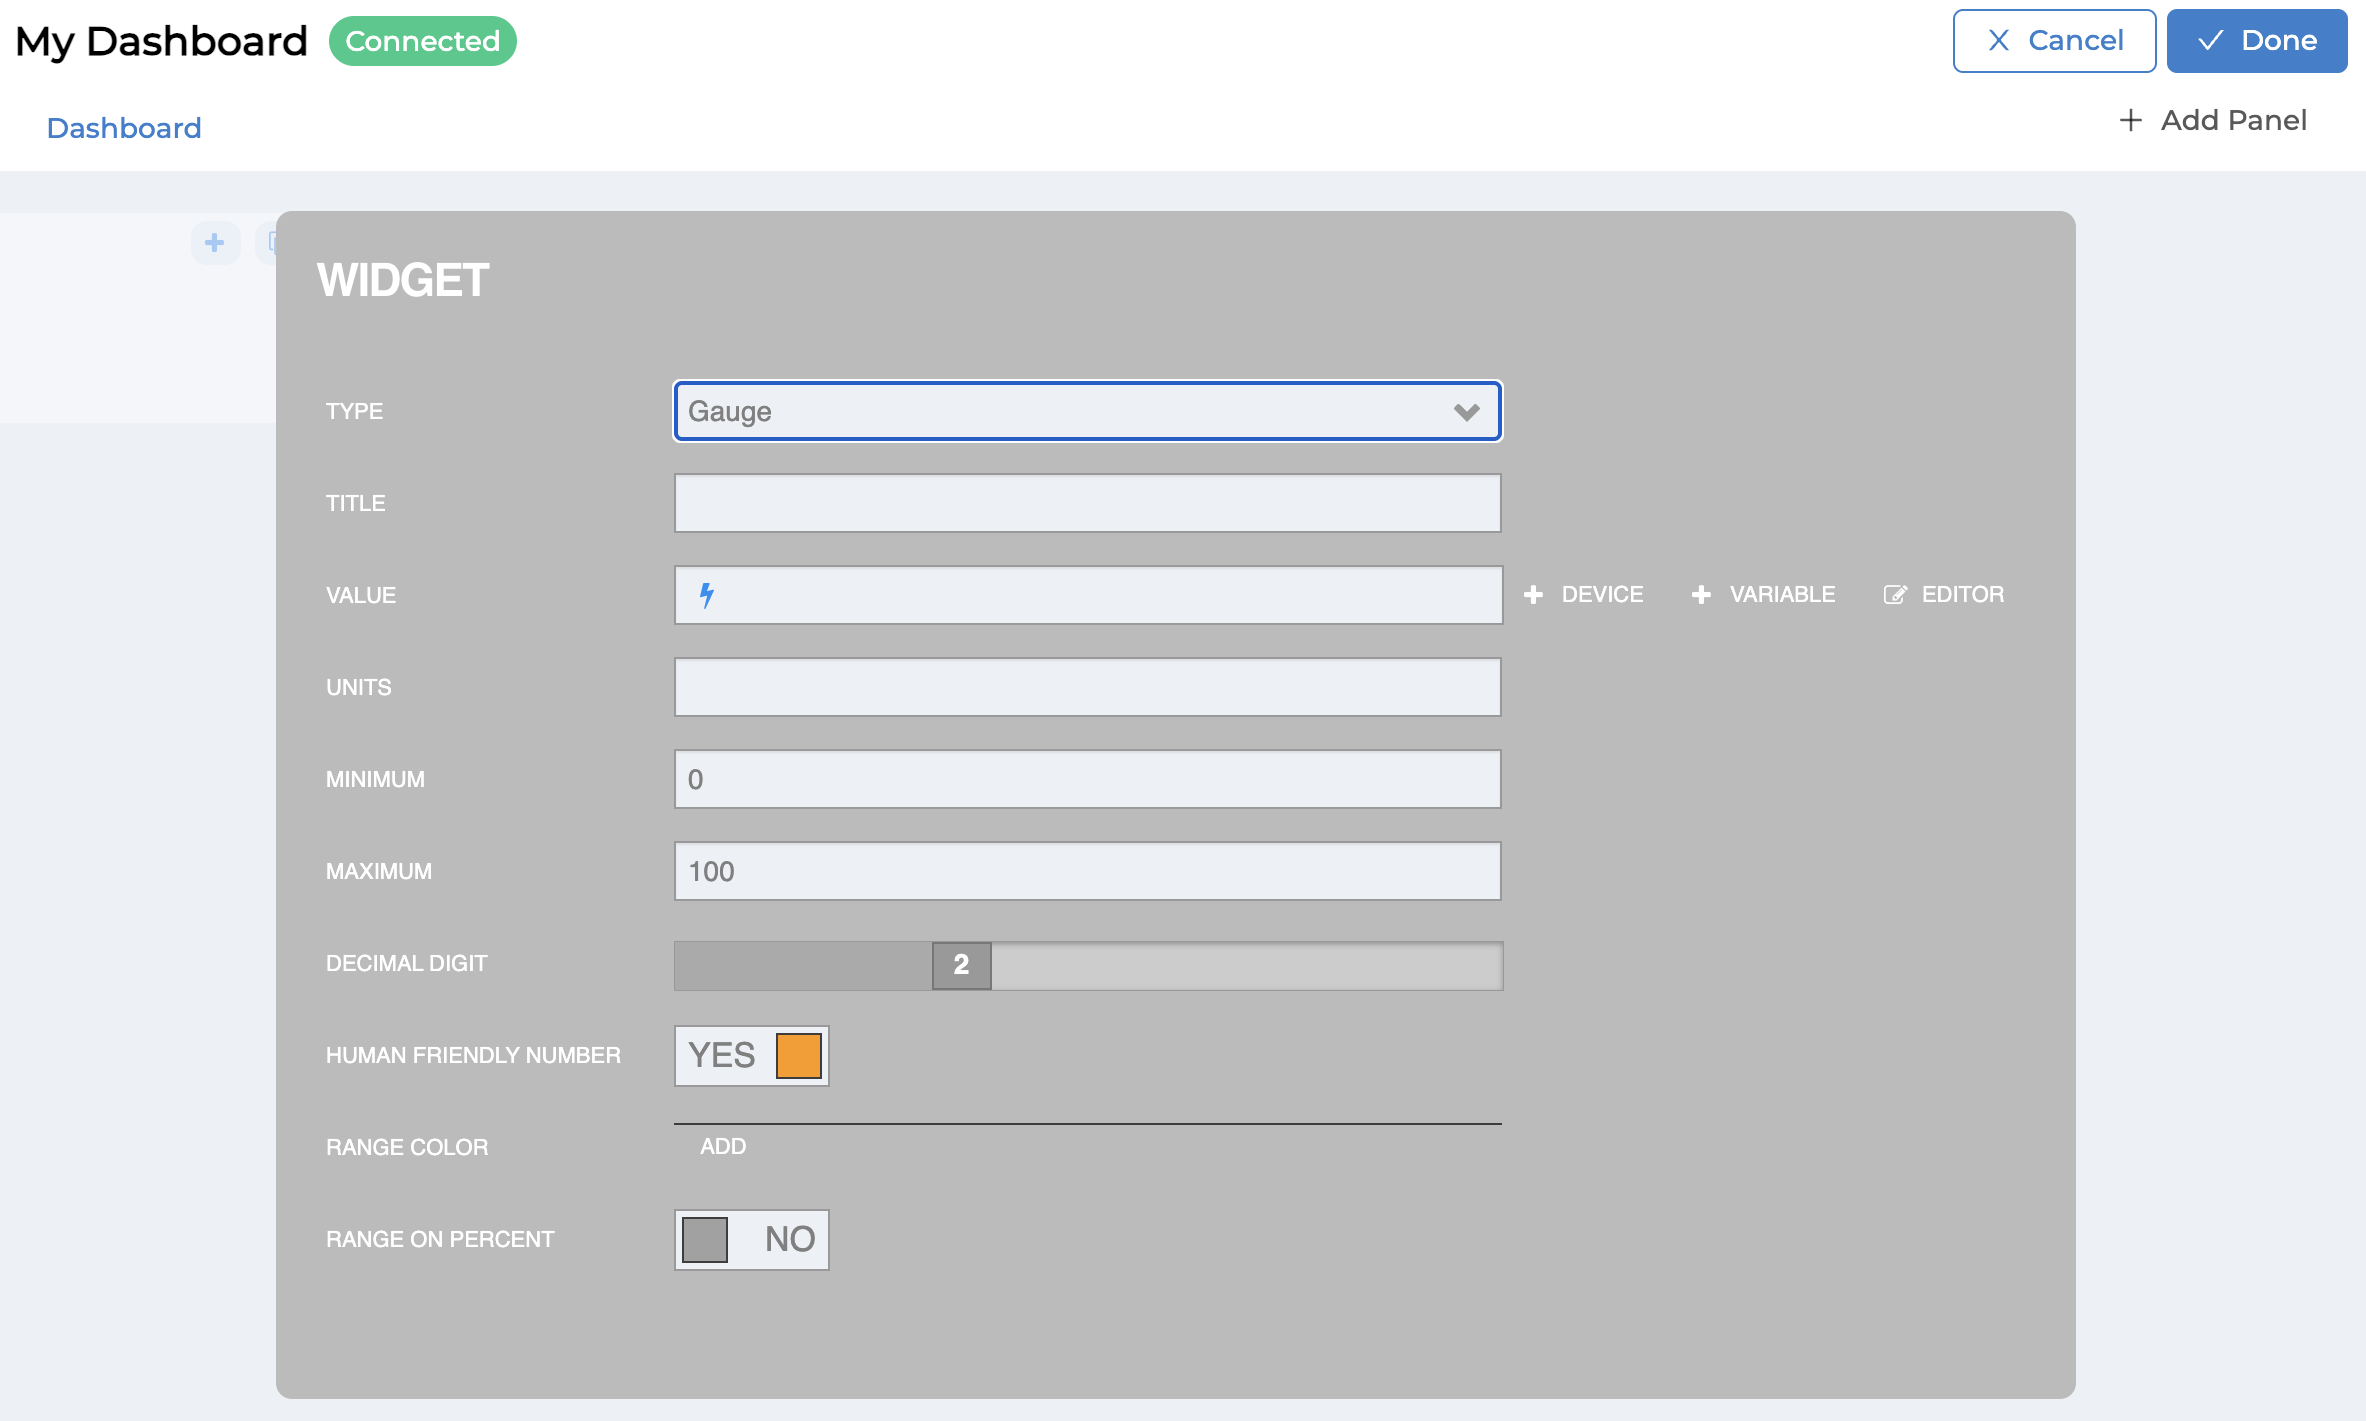 My Dashboard Connected X Cancel Done
Dashboard + Add Panel
WIDGET
TYPE Gauge
TITLE
VALUE DEVICE VARIABLE EDITOR
UNITS
MINIMUM 0
MAXIMUM 100
DECIMAL DIGIT 2
HUMAN FRIENDLY NUMBER YES
RANGE COLOR ADD
RANGE ON PERCENT NO